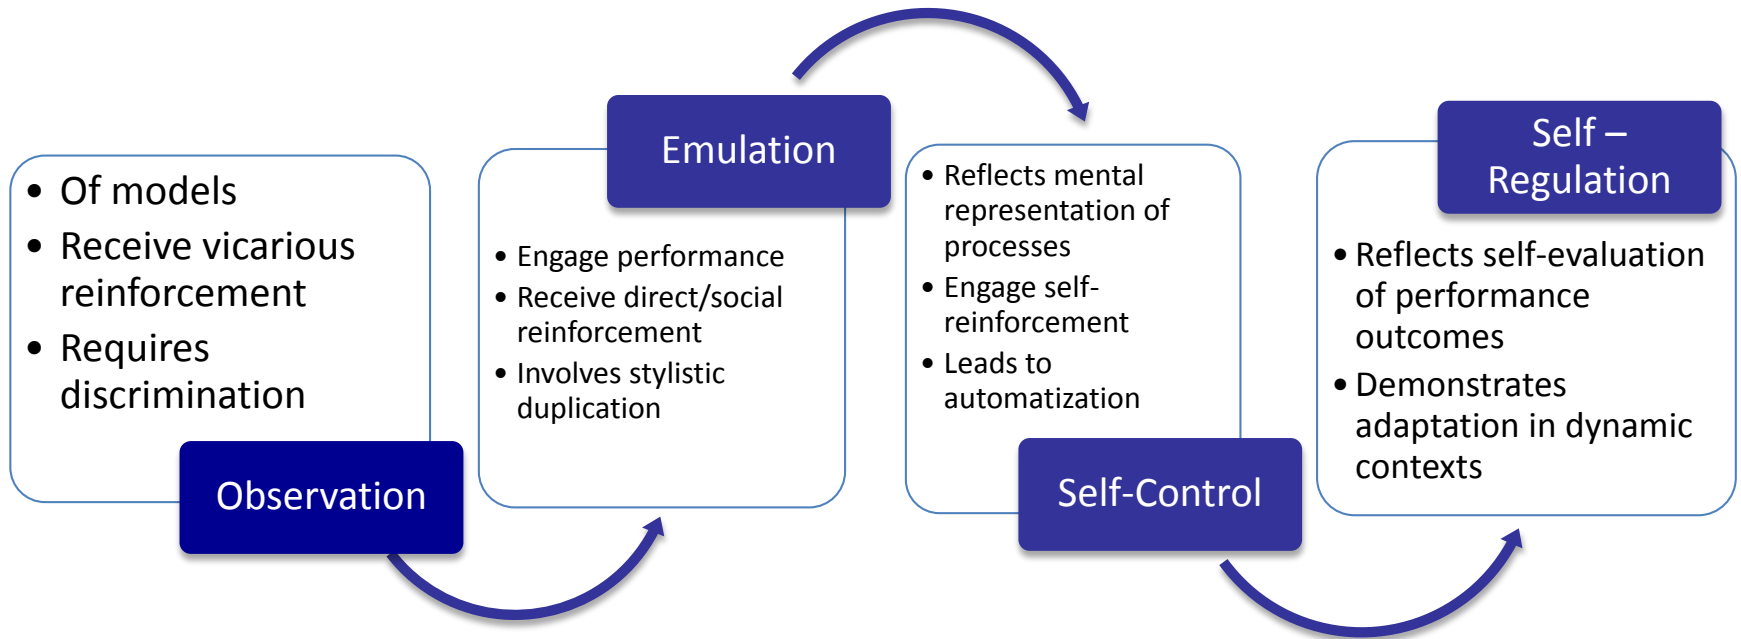 • Of models
• Receive vicarious
reinforcement
• Requires
discrimination
Observation
Emulation
• Engage performance
• Receive direct/social
reinforcement
• Involves stylistic
duplication
• Reflects mental
representation of
processes
• Engage self-
reinforcement
• Leads to
automatization
Self-Control
Self –
Regulation
• Reflects self-evaluation
of performance
outcomes
• Demonstrates
adaptation in dynamic
contexts